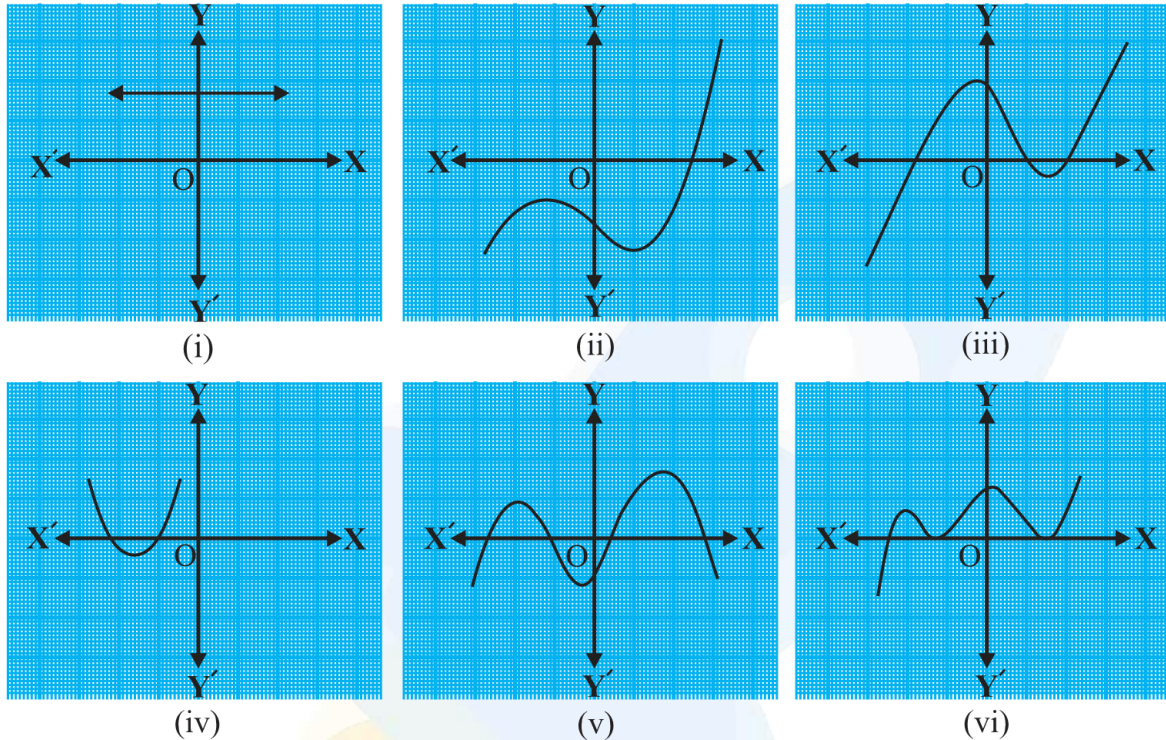 Y Y Y
X′ X X′ X X′ X
O O O
Y′ Y′ Y′
(i) (ii) (iii)
Y Y Y
X′ X X′ X X′ X
O O O
Y′ Y′ Y′
(iv) (v) (vi)